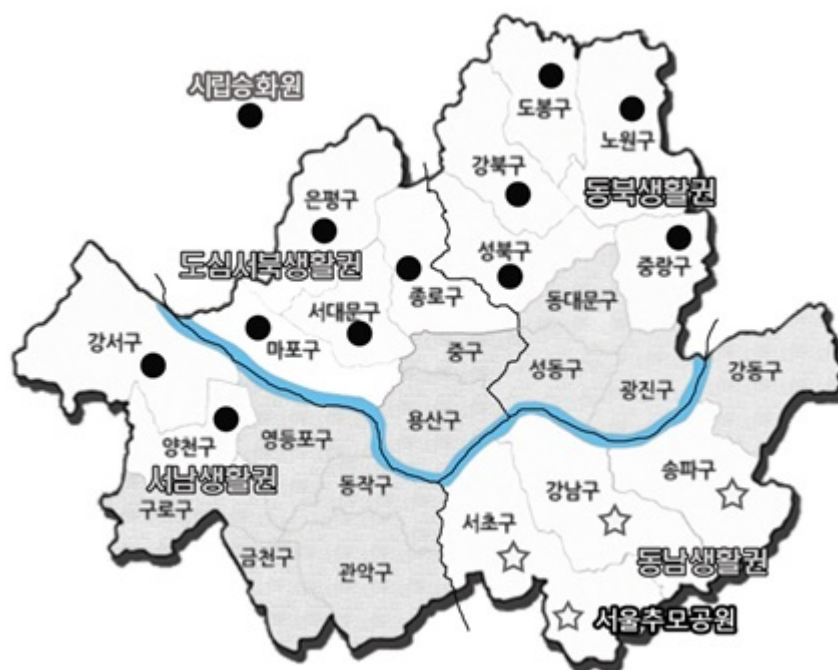 시립승화원
도봉구
노원구
강북구
동북생활권
은평구
성북구
중랑구
도심서북생활권
종로구
동대문구
서대문구
마포구
강서구
중구
성동구
광진구
강동구
용산구
양천구
영등포구
서남생활권
송파구
동작구
강남구
구로구
서초구
금천구
관악구
동남생활권
서울추모공원